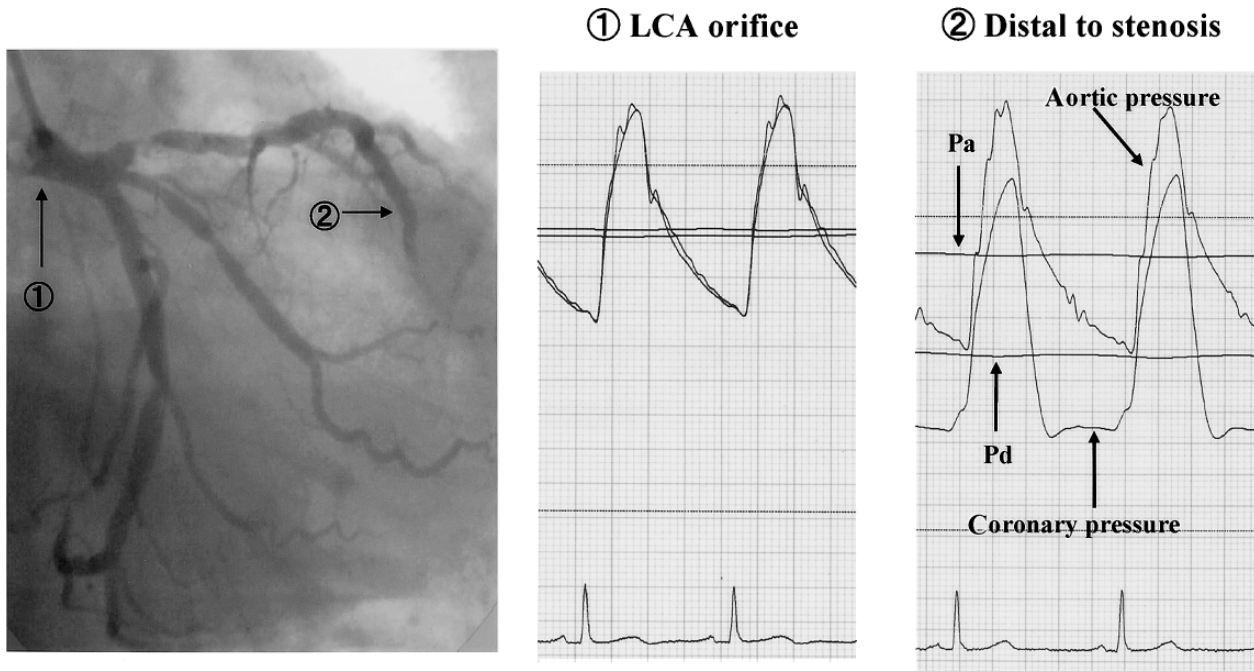 ① LCA orifice
② Distal to stenosis
Aortic pressure
Pa
②
①
Pd
Coronary pressure